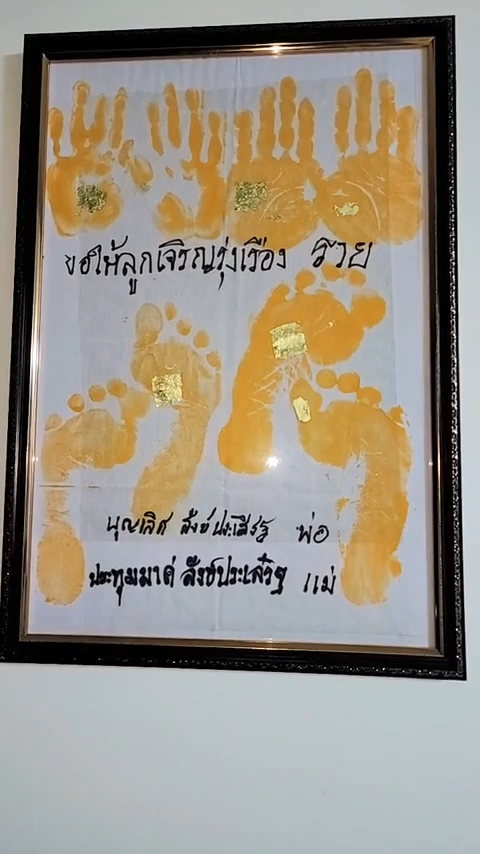 ขอให้ลูกเจริญรุ่งเรือง รวย
บุญเลิศ สังข์ประเสริฐ พ่อ
ประทุมมาศ สังข์ประเสริฐ แม่